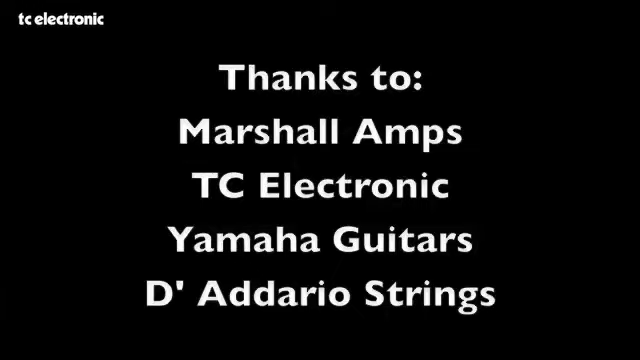 tc electronic
Thanks to:
Marshall Amps
TC Electronic
Yamaha Guitars
D' Addario Strings